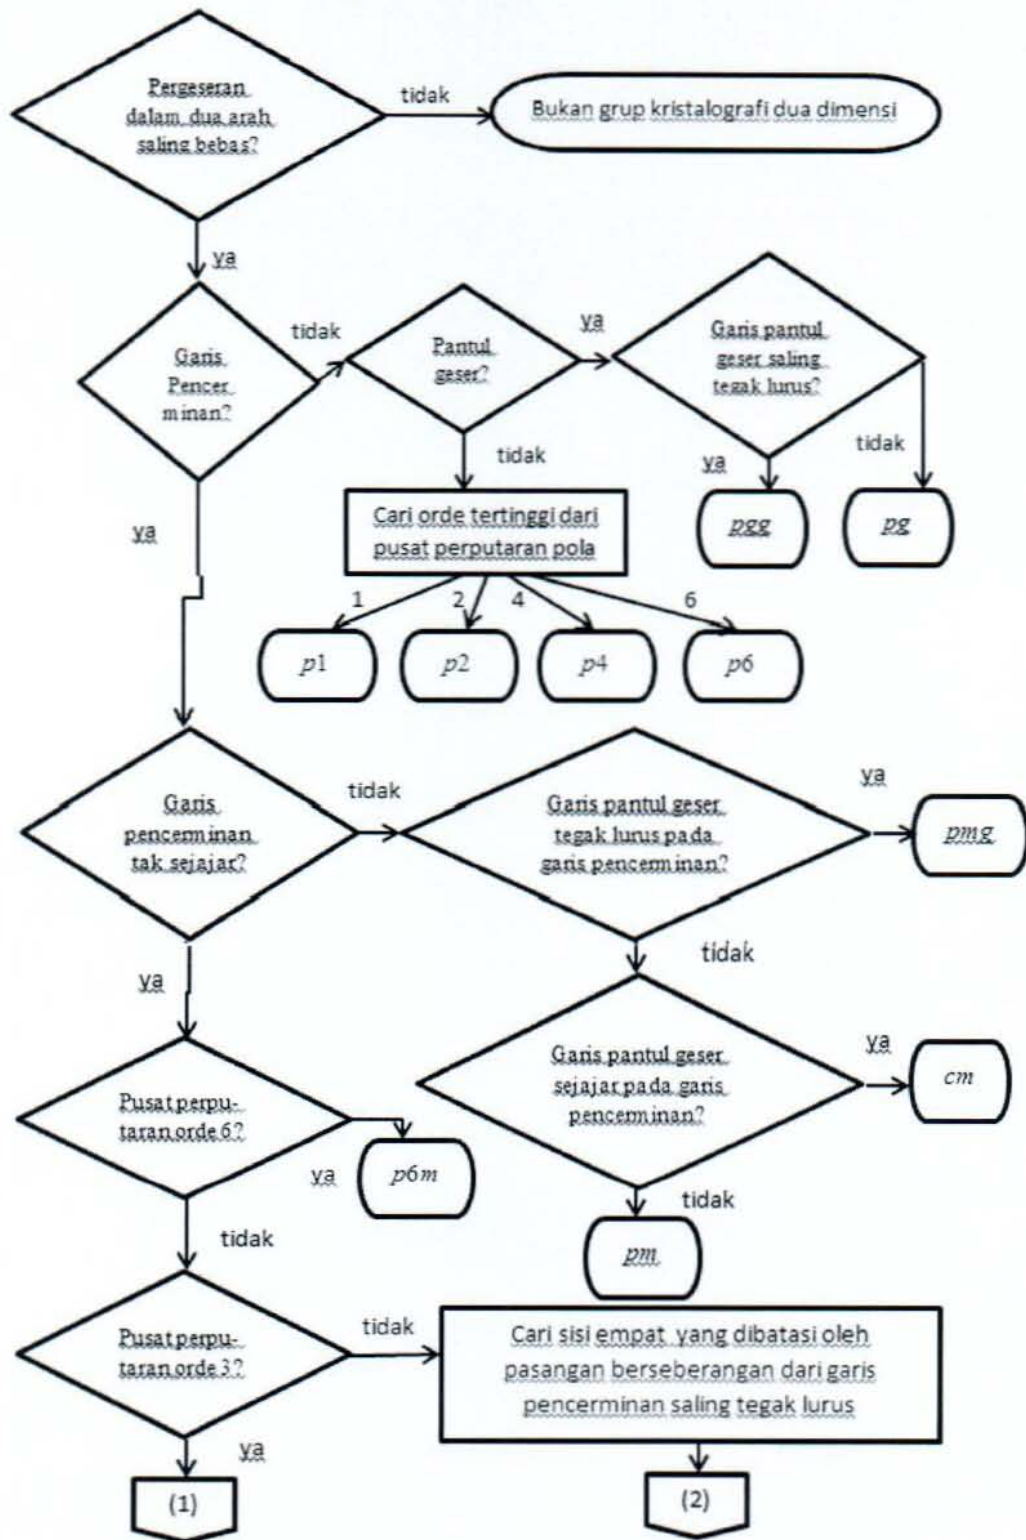 Pergeseran
dalam dua arah
saling bebas?
tidak
Bukan grup kristalografi dua dimensi
ya
Garis
Pencer
minan?
tidak
Pantul
geser?
ya
Garis pantul
geser saling
tegak lurus?
ya
tidak
pgg
pg
tidak
Cari orde tertinggi dari
pusat perputaran pola
1
2
4
6
p1
p2
p4
p6
ya
Garis
pencerminan
tak sejajar?
tidak
Garis pantul geser
tegak lurus pada
garis pencerminan?
ya
pmg
tidak
Garis pantul geser
sejajar pada garis
pencerminan?
ya
cm
tidak
pm
ya
Pusat perpu-
taran orde 6?
ya
p6m
tidak
Pusat perpu-
taran orde 3?
tidak
Cari sisi empat yang dibatasi oleh
pasangan berseberangan dari garis
pencerminan saling tegak lurus
ya
(1)
(2)